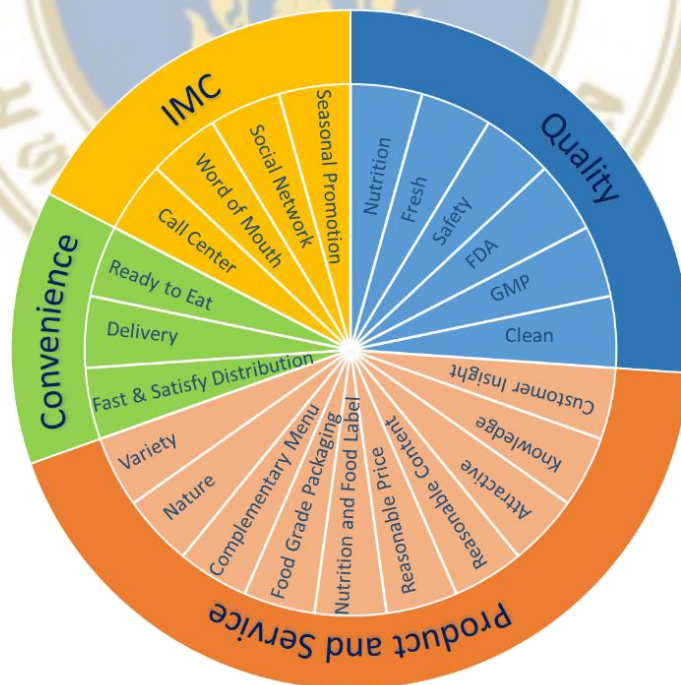 Quality
Nutrition
Fresh
Safety
FDA
GMP
Clean
Product and Service
Customer Insight
Knowledge
Attractive
Reasonable Content
Reasonable Price
Nutrition and Food Label
Food Grade Packaging
Complementary Menu
Nature
Variety
Convenience
Fast & Satisfy Distribution
Delivery
Ready to Eat
IMC
Call Center
Word of Mouth
Social Network
Seasonal Promotion